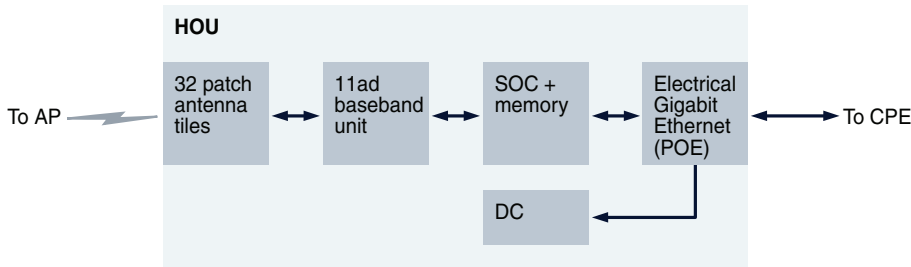 HOU
To AP
32 patch
antenna
tiles
11ad
baseband
unit
SOC +
memory
Electrical
Gigabit
Ethernet
(POE)
To CPE
DC